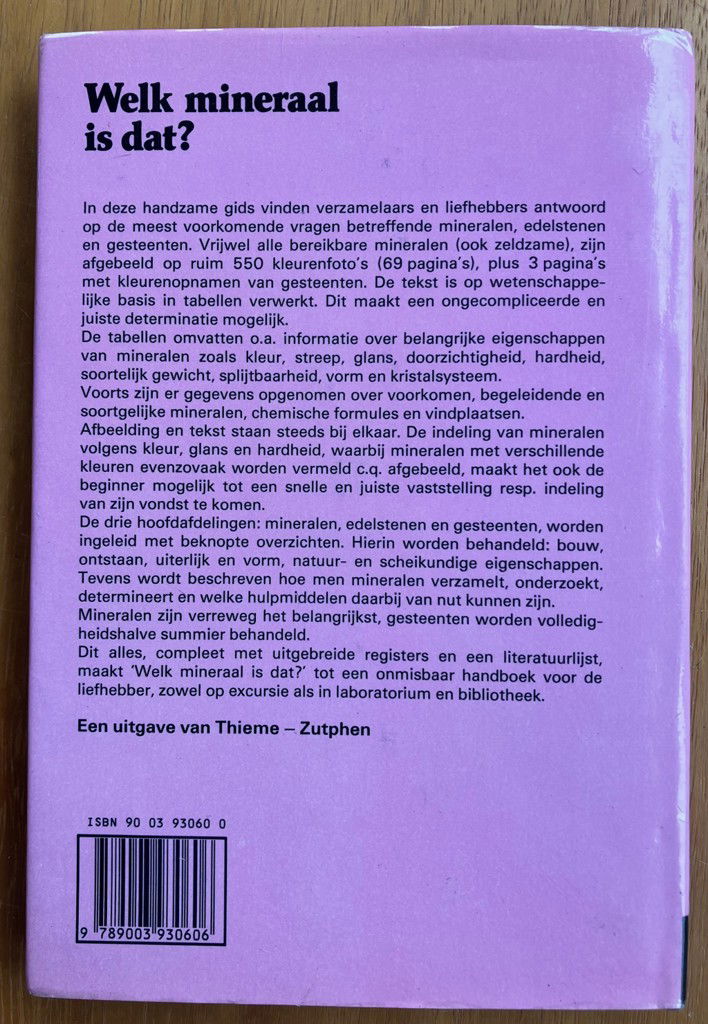 Welk mineraal
is dat?
In deze handzame gids vinden verzamelaars en liefhebbers antwoord
op de meest voorkomende vragen betreffende mineralen, edelstenen
en gesteenten. Vrijwel alle bereikbare mineralen (ook zeldzame), zijn
afgebeeld op ruim 550 kleurenfoto's (69 pagina's), plus 3 pagina's
met kleurenopnamen van gesteenten. De tekst is op wetenschappe-
lijke basis in tabellen verwerkt. Dit maakt een ongecompliceerde en
juiste determinatie mogelijk.
De tabellen omvatten o.a. informatie over belangrijke eigenschappen
van mineralen zoals kleur, streep, glans, doorzichtigheid, hardheid,
soortelijk gewicht, splijtbaarheid, vorm en kristalsysteem.
Voorts zijn er gegevens opgenomen over voorkomen, begeleidende en
soortgelijke mineralen, chemische formules en vindplaatsen.
Afbeelding en tekst staan steeds bij elkaar. De indeling van mineralen
volgens kleur, glans en hardheid, waarbij mineralen met verschillende
kleuren evenzovaak worden vermeld c.q. afgebeeld, maakt het ook de
beginner mogelijk tot een snelle en juiste vaststelling resp. indeling
van zijn vondst te komen.
De drie hoofdafdelingen: mineralen, edelstenen en gesteenten, worden
ingeleid met beknopte overzichten. Hierin worden behandeld: bouw,
ontstaan, uiterlijk en vorm, natuur- en scheikundige eigenschappen.
Tevens wordt beschreven hoe men mineralen verzamelt, onderzoekt,
determineert en welke hulpmiddelen daarbij van nut kunnen zijn.
Mineralen zijn verreweg het belangrijkst, gesteenten worden volledig-
heidshalve summier behandeld.
Dit alles, compleet met uitgebreide registers en een literatuurlijst,
maakt 'Welk mineraal is dat?' tot een onmisbaar handboek voor de
liefhebber, zowel op excursie als in laboratorium en bibliotheek.
Een uitgave van Thieme – Zutphen
ISBN 90 03 93060 0
9 789003 930606